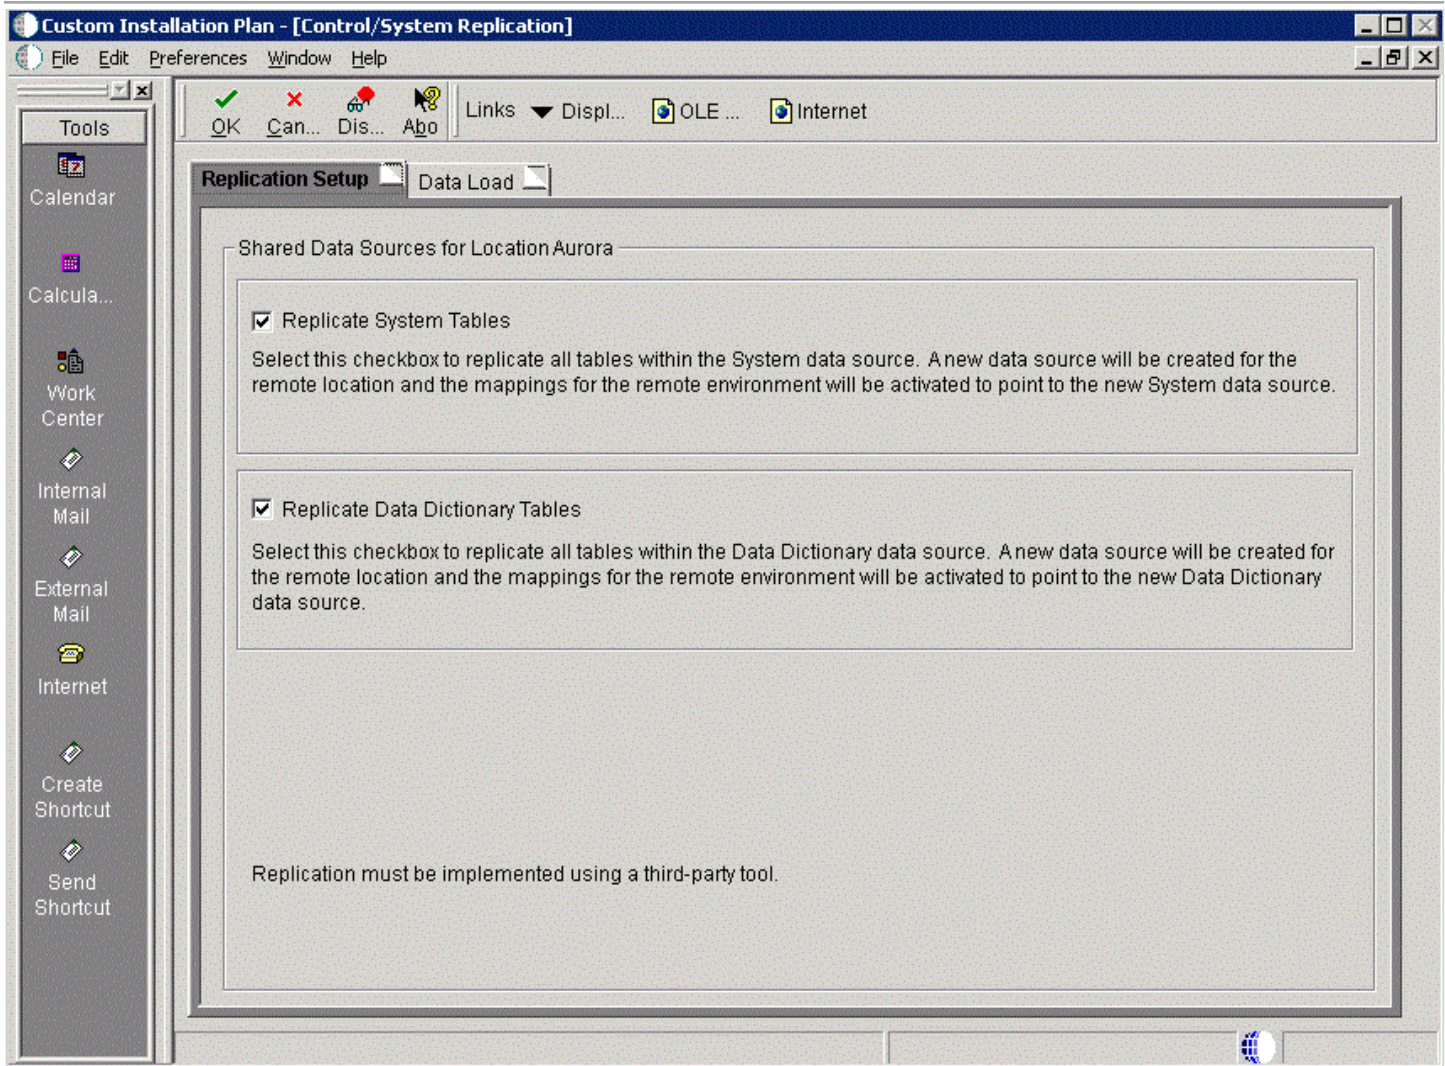 Custom Installation Plan - [Control/System Replication]
File Edit Preferences Window Help
Tools
Calendar
Calcula...
Work
Center
Internal
Mail
External
Mail
Internet
Create
Shortcut
Send
Shortcut
OK Can... Dis... Abo Links Displ... OLE ... Internet
Replication Setup Data Load
Shared Data Sources for Location Aurora
Replicate System Tables
Select this checkbox to replicate all tables within the System data source. A new data source will be created for the
remote location and the mappings for the remote environment will be activated to point to the new System data source.
Replicate Data Dictionary Tables
Select this checkbox to replicate all tables within the Data Dictionary data source. A new data source will be created for
the remote location and the mappings for the remote environment will be activated to point to the new Data Dictionary
data source.
Replication must be implemented using a third-party tool.